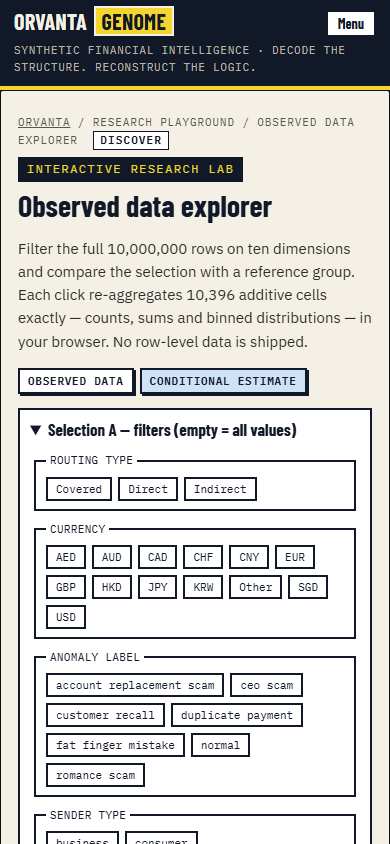 ORVANTA GENOME
Menu
SYNTHETIC FINANCIAL INTELLIGENCE · DECODE THE
STRUCTURE. RECONSTRUCT THE LOGIC.
ORVANTA / RESEARCH PLAYGROUND / OBSERVED DATA
EXPLORER DISCOVER
INTERACTIVE RESEARCH LAB
Observed data explorer
Filter the full 10,000,000 rows on ten dimensions
and compare the selection with a reference group.
Each click re-aggregates 10,396 additive cells
exactly — counts, sums and binned distributions — in
your browser. No row-level data is shipped.
OBSERVED DATA CONDITIONAL ESTIMATE
▼ Selection A — filters (empty = all values)
ROUTING TYPE
Covered Direct Indirect
CURRENCY
AED AUD CAD CHF CNY EUR
GBP HKD JPY KRW Other SGD
USD
ANOMALY LABEL
account replacement scam ceo scam
customer recall duplicate payment
fat finger mistake normal
romance scam
SENDER TYPE
business consumer